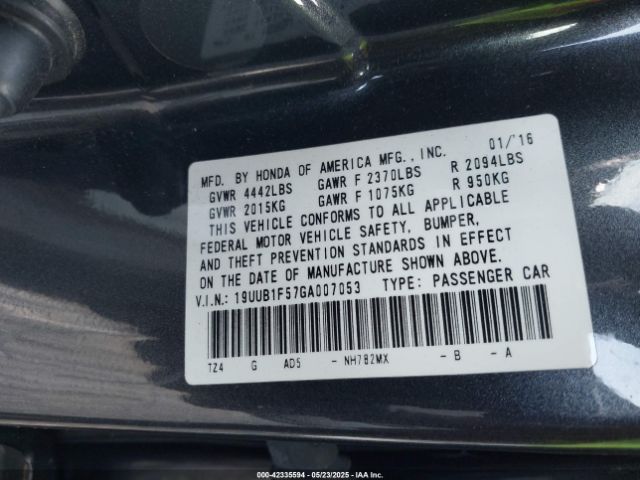 MFD. BY HONDA OF AMERICA MFG., INC. 01/'16
GVWR 4442LBS GAWR F 2370LBS R 2094LBS
GVWR 2015KG GAWR F 1075KG R 950KG
THIS VEHICLE CONFORMS TO ALL APPLICABLE
FEDERAL MOTOR VEHICLE SAFETY, BUMPER,
AND THEFT PREVENTION STANDARDS IN EFFECT
ON THE DATE OF MANUFACTURE SHOWN ABOVE.
V.I.N.: 19UUB1F57GA007053 TYPE: PASSENGER CAR
TZ4 G AD5 - NH782MX - B - A
000-42335594 - 05/23/2025 - IAA Inc.